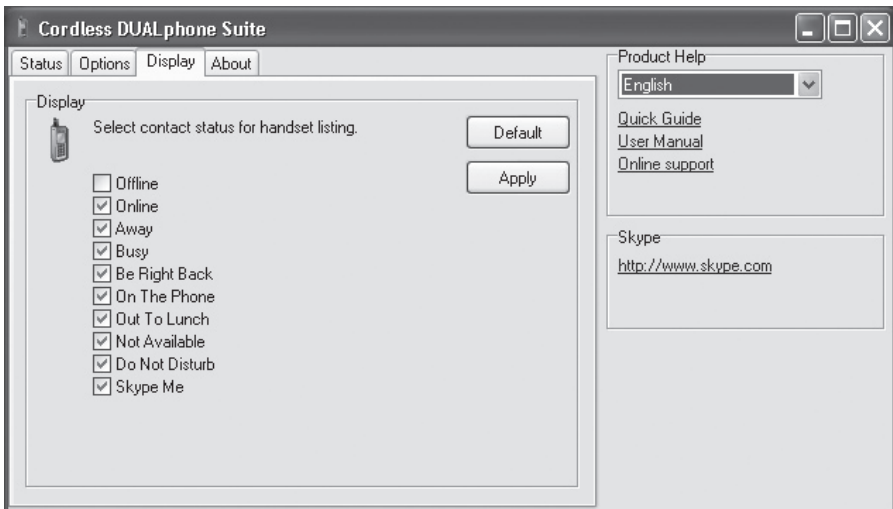 Cordless DUALphone Suite
Status Options Display About
Display
Select contact status for handset listing.
Default
Apply
Offline
Online
Away
Busy
Be Right Back
On The Phone
Out To Lunch
Not Available
Do Not Disturb
Skype Me
Product Help
English
Quick Guide
User Manual
Online support
Skype
http://www.skype.com